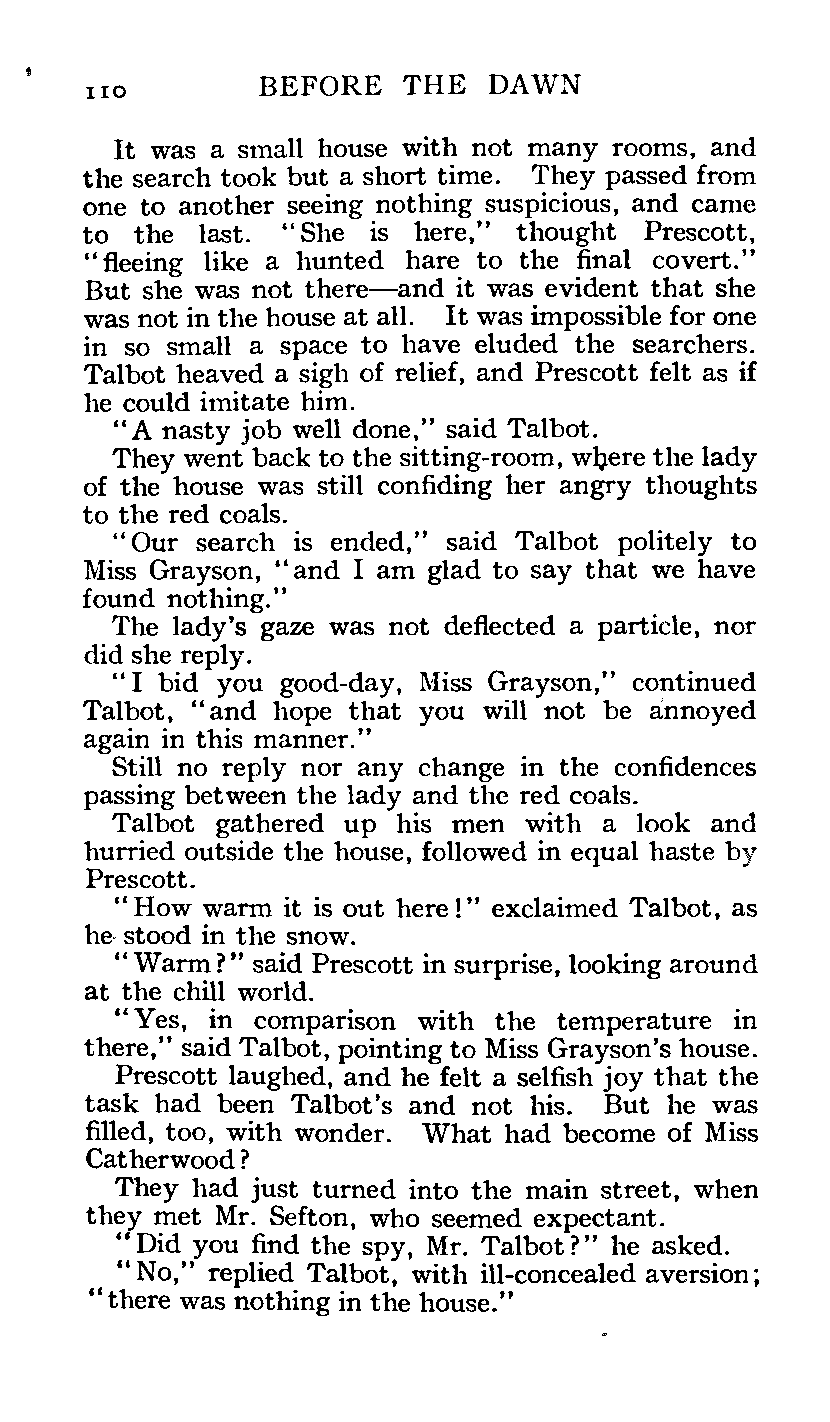 110 BEFORE THE DAWN
It was a small house with not many rooms, and
the search took but a short time. They passed from
one to another seeing nothing suspicious, and came
to the last. "She is here," thought Prescott,
"fleeing like a hunted hare to the final covert."
But she was not there—and it was evident that she
was not in the house at all. It was impossible for one
in so small a space to have eluded the searchers.
Talbot heaved a sigh of relief, and Prescott felt as if
he could imitate him.
"A nasty job well done," said Talbot.
They went back to the sitting-room, where the lady
of the house was still confiding her angry thoughts
to the red coals.
"Our search is ended," said Talbot politely to
Miss Grayson, "and I am glad to say that we have
found nothing."
The lady's gaze was not deflected a particle, nor
did she reply.
"I bid you good-day, Miss Grayson," continued
Talbot, "and hope that you will not be annoyed
again in this manner."
Still no reply nor any change in the confidences
passing between the lady and the red coals.
Talbot gathered up his men with a look and
hurried outside the house, followed in equal haste by
Prescott.
"How warm it is out here!" exclaimed Talbot, as
he stood in the snow.
"Warm?" said Prescott in surprise, looking around
at the chill world.
"Yes, in comparison with the temperature in
there," said Talbot, pointing to Miss Grayson's house.
Prescott laughed, and he felt a selfish joy that the
task had been Talbot's and not his. But he was
filled, too, with wonder. What had become of Miss
Catherwood?
They had just turned into the main street, when
they met Mr. Sefton, who seemed expectant.
"Did you find the spy, Mr. Talbot?" he asked.
"No," replied Talbot, with ill-concealed aversion;
"there was nothing in the house."